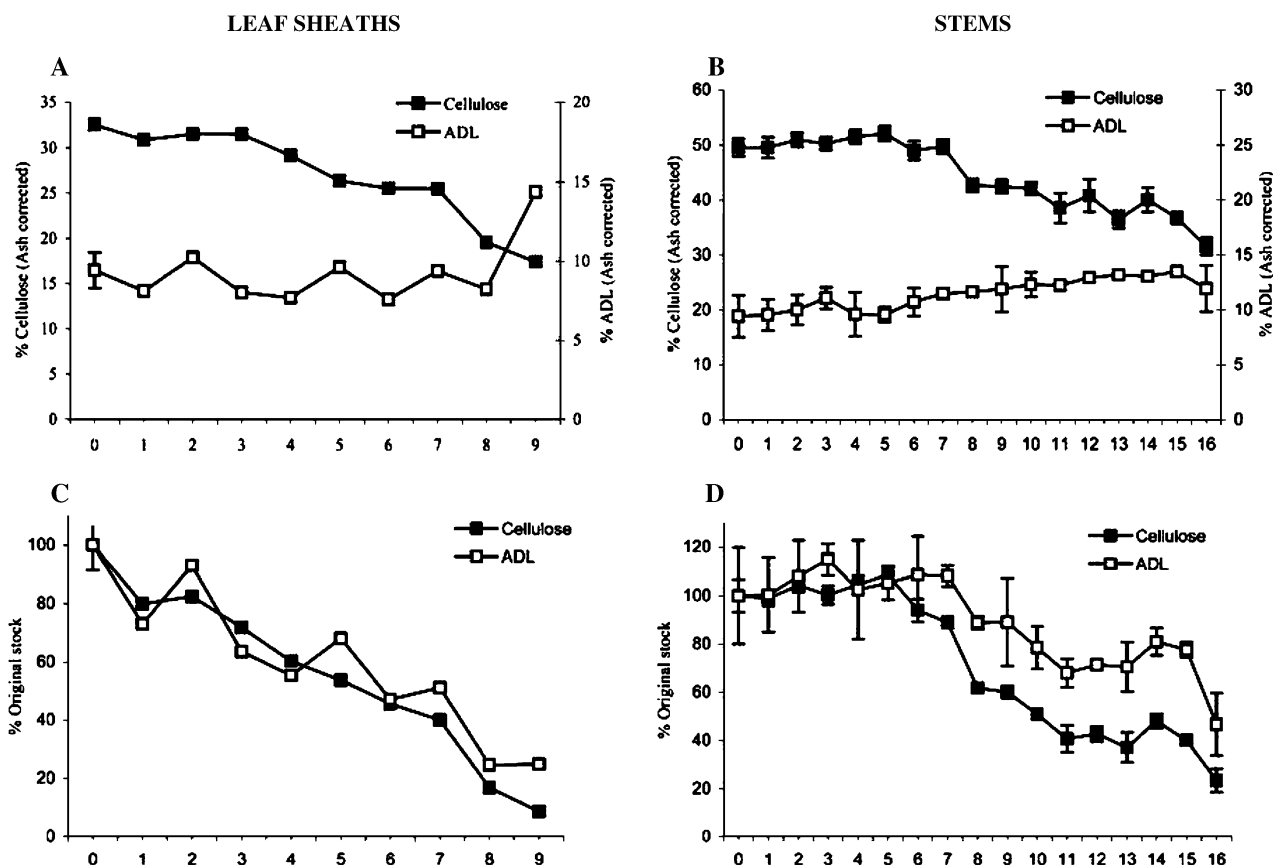 LEAF SHEATHS
STEMS
A
Cellulose
ADL
35
30
25
20
15
10
5
0
20
15
10
5
0
% Cellulose (Ash corrected)
% ADL (Ash corrected)
0 1 2 3 4 5 6 7 8 9
B
Cellulose
ADL
60
50
40
30
20
10
0
30
25
20
15
10
5
0
% Cellulose (Ash corrected)
% ADL (Ash corrected)
0 1 2 3 4 5 6 7 8 9 10 11 12 13 14 15 16
C
Cellulose
ADL
100
80
60
40
20
0
% Original stock
0 1 2 3 4 5 6 7 8 9
D
Cellulose
ADL
120
100
80
60
40
20
0
% Original stock
0 1 2 3 4 5 6 7 8 9 10 11 12 13 14 15 16